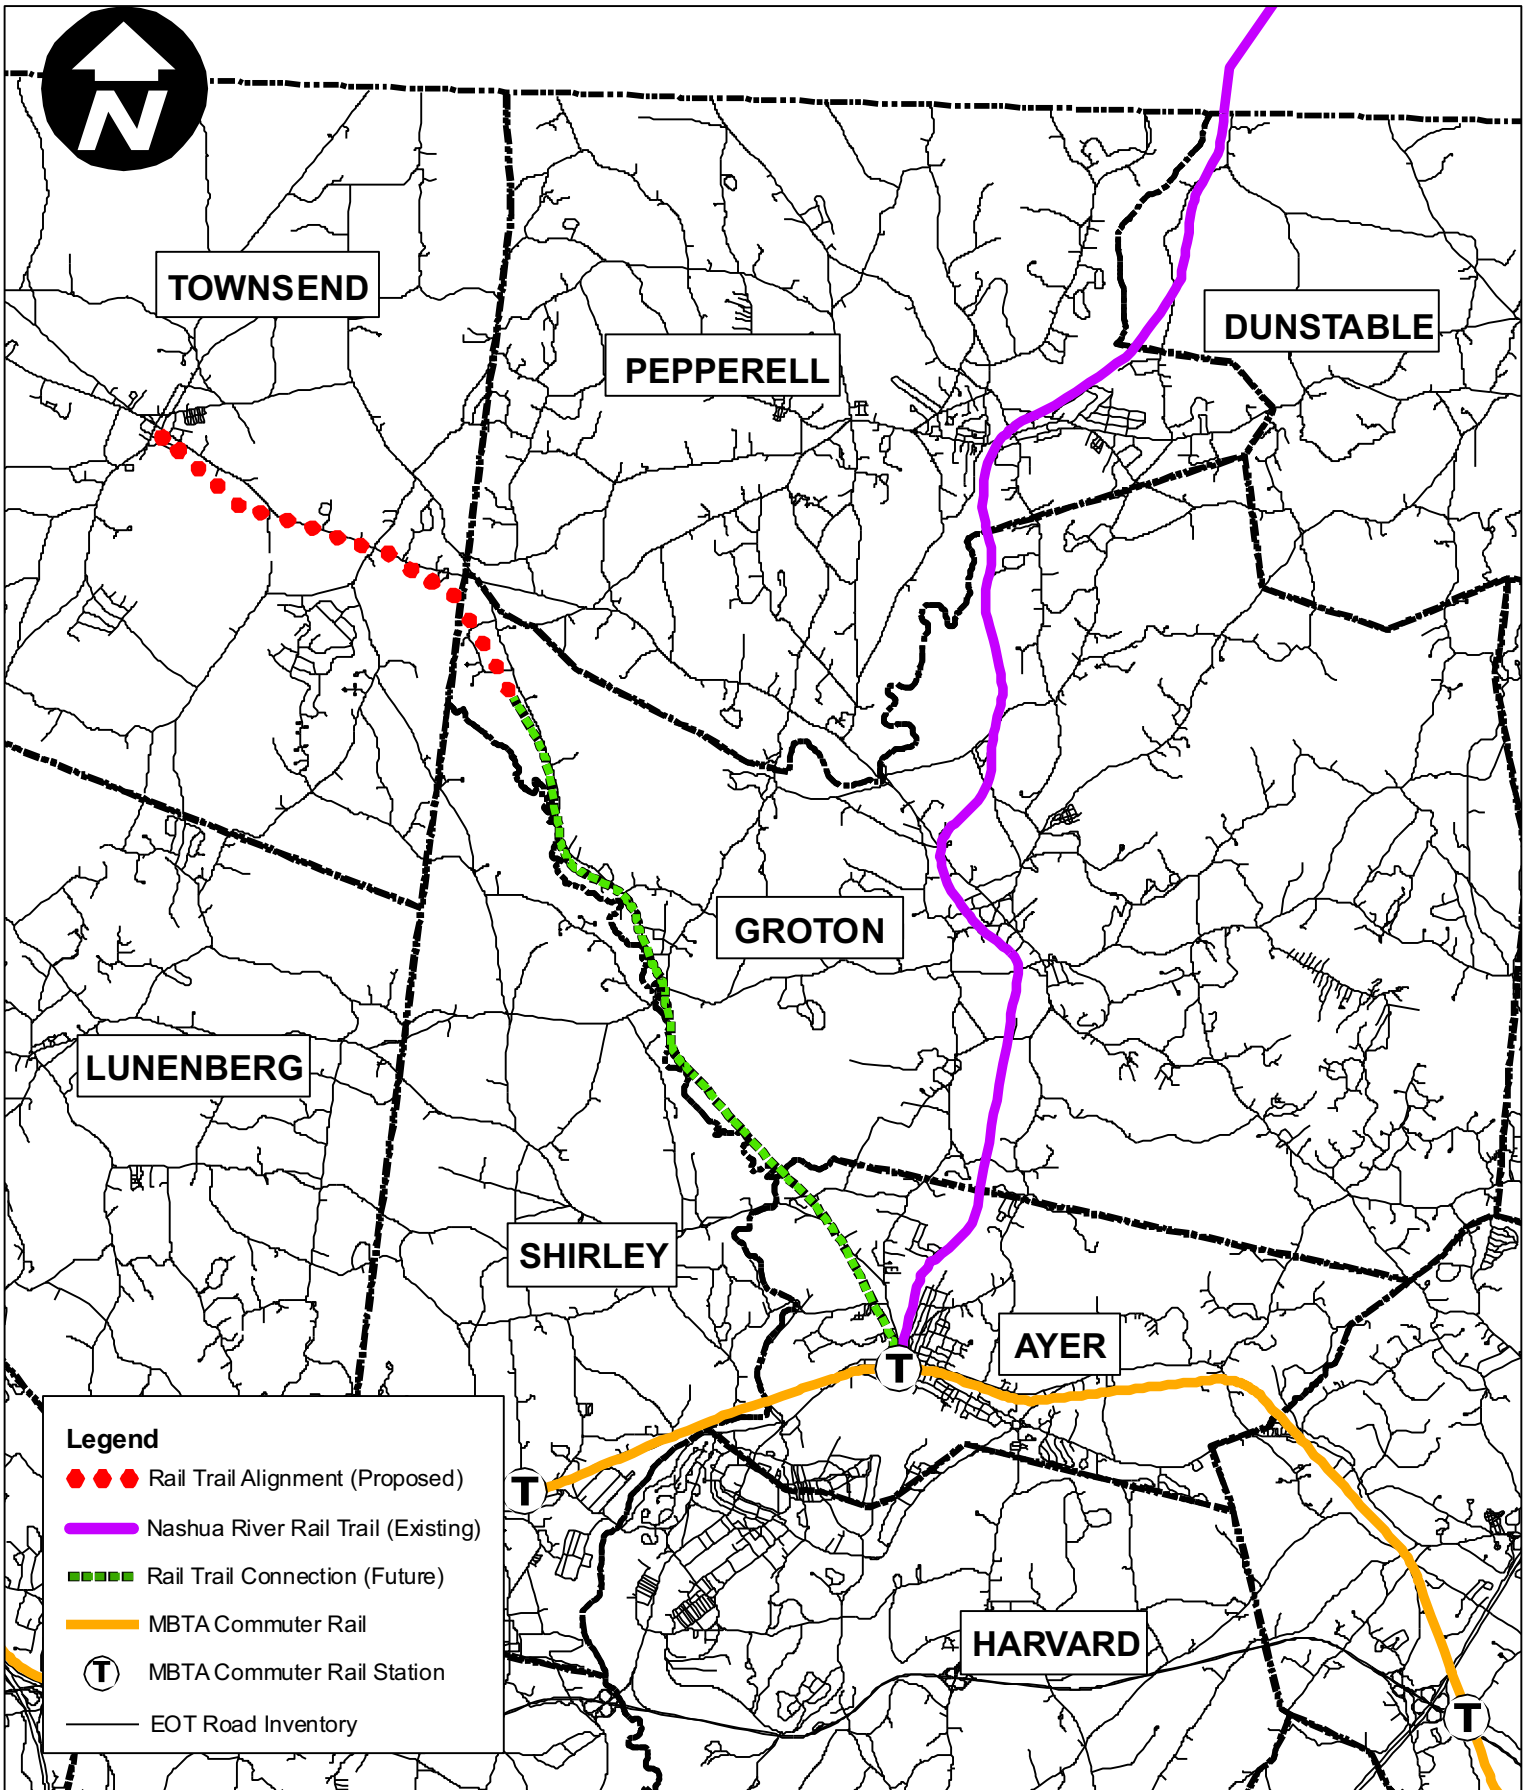 N
TOWNSEND
DUNSTABLE
PEPPERELL
GROTON
LUNENBERG
SHIRLEY
AYER
T
T
HARVARD
T
Legend
Rail Trail Alignment (Proposed)
Nashua River Rail Trail (Existing)
Rail Trail Connection (Future)
MBTA Commuter Rail
T MBTA Commuter Rail Station
EOT Road Inventory